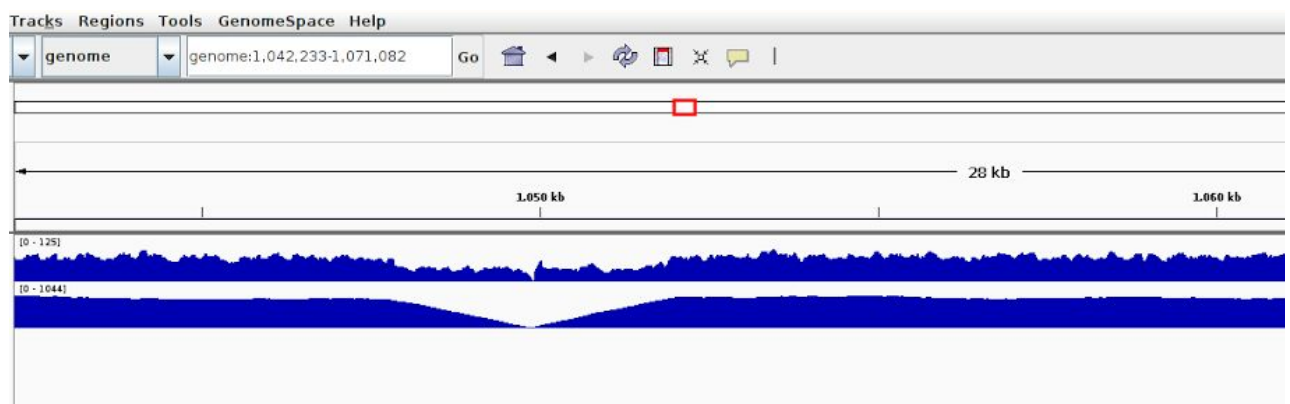 Tracks Regions Tools GenomeSpace Help
genome genome:1,042,233-1,071,082 Go
28 kb
1.050 kb 1.060 kb
[0 - 125]
[0 - 1044]